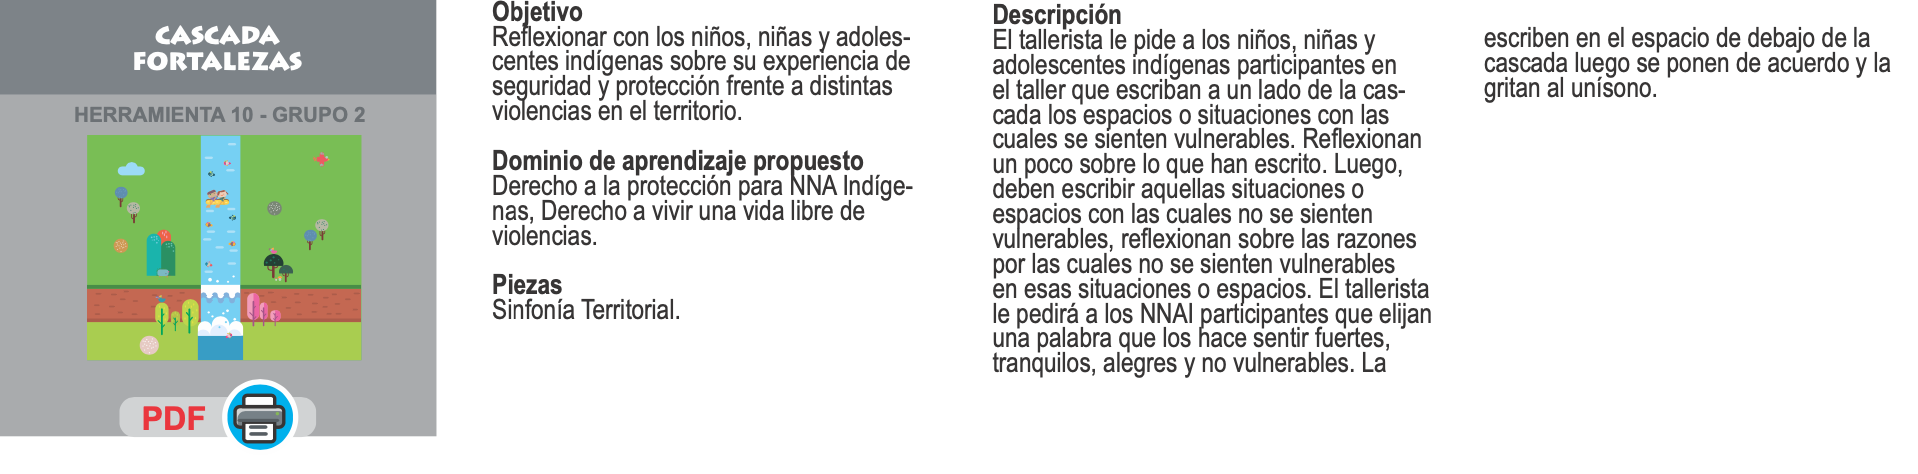 CASCADA
FORTALEZAS
HERRAMIENTA 10 - GRUPO 2
PDF
Objetivo
Reflexionar con los niños, niñas y adoles-
centes indígenas sobre su experiencia de
seguridad y protección frente a distintas
violencias en el territorio.
Dominio de aprendizaje propuesto
Derecho a la protección para NNA Indíge-
nas, Derecho a vivir una vida libre de
violencias.
Piezas
Sinfonía Territorial.
Descripción
El tallerista le pide a los niños, niñas y
adolescentes indígenas participantes en
el taller que escriban a un lado de la cas-
cada los espacios o situaciones con las
cuales se sienten vulnerables. Reflexionan
un poco sobre lo que han escrito. Luego,
deben escribir aquellas situaciones o
espacios con las cuales no se sienten
vulnerables, reflexionan sobre las razones
por las cuales no se sienten vulnerables
en esas situaciones o espacios. El tallerista
le pedirá a los NNAI participantes que elijan
una palabra que los hace sentir fuertes,
tranquilos, alegres y no vulnerables. La
escriben en el espacio de debajo de la
cascada luego se ponen de acuerdo y la
gritan al unísono.